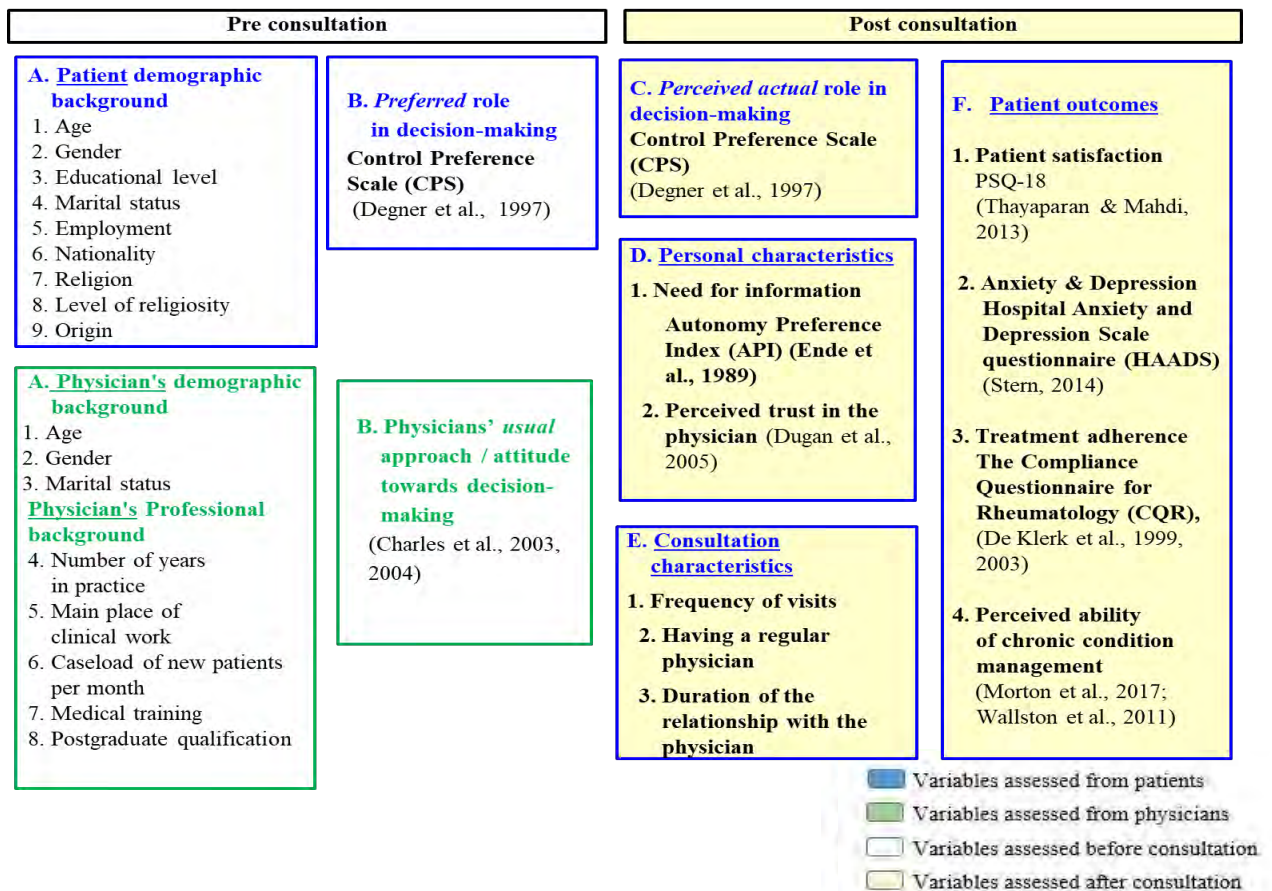 Pre consultation
Post consultation
A. Patient demographic
background
1. Age
2. Gender
3. Educational level
4. Marital status
5. Employment
6. Nationality
7. Religion
8. Level of religiosity
9. Origin
B. Preferred role
in decision-making
Control Preference
Scale (CPS)
(Degner et al., 1997)
A. Physician's demographic
background
1. Age
2. Gender
3. Marital status
Physician's Professional
background
4. Number of years
in practice
5. Main place of
clinical work
6. Caseload of new patients
per month
7. Medical training
8. Postgraduate qualification
B. Physicians’ usual
approach / attitude
towards decision-
making
(Charles et al., 2003,
2004)
C. Perceived actual role in
decision-making
Control Preference Scale
(CPS)
(Degner et al., 1997)
D. Personal characteristics
1. Need for information
Autonomy Preference
Index (API) (Ende et
al., 1989)
2. Perceived trust in the
physician (Dugan et al.,
2005)
E. Consultation
characteristics
1. Frequency of visits
2. Having a regular
physician
3. Duration of the
relationship with the
physician
F. Patient outcomes
1. Patient satisfaction
PSQ-18
(Thayaparan & Mahdi,
2013)
2. Anxiety & Depression
Hospital Anxiety and
Depression Scale
questionnaire (HAADS)
(Stern, 2014)
3. Treatment adherence
The Compliance
Questionnaire for
Rheumatology (CQR),
(De Klerk et al., 1999,
2003)
4. Perceived ability
of chronic condition
management
(Morton et al., 2017;
Wallston et al., 2011)
Variables assessed from patients
Variables assessed from physicians
Variables assessed before consultation
Variables assessed after consultation